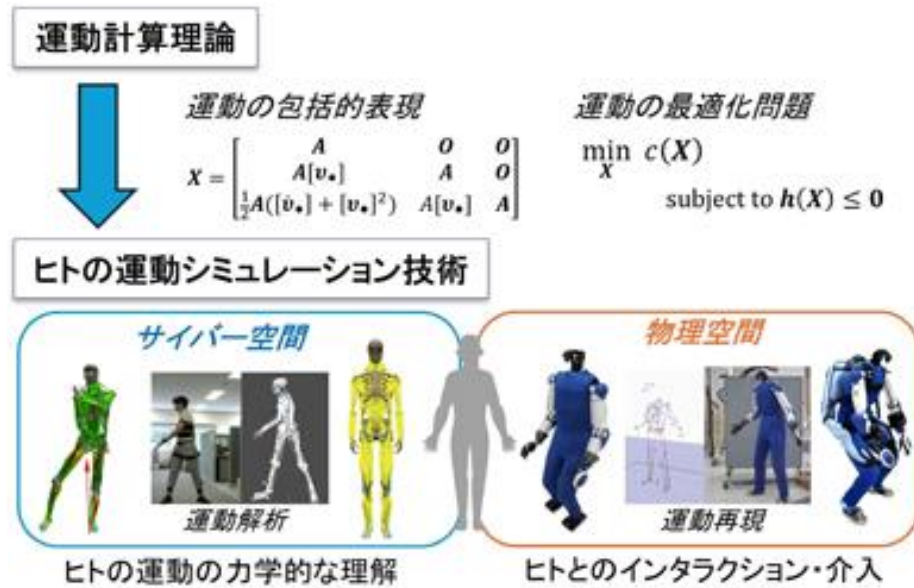 運動計算理論
運動の包括的表現
X = [A O O
A[v•] A O
½A([v̇•] + [v•]²) A[v•] A]
運動の最適化問題
min c(X)
X
subject to h(X) ≤ 0
ヒトの運動シミュレーション技術
サイバー空間
運動解析
物理空間
運動再現
ヒトの運動の力学的な理解
ヒトとのインタラクション・介入